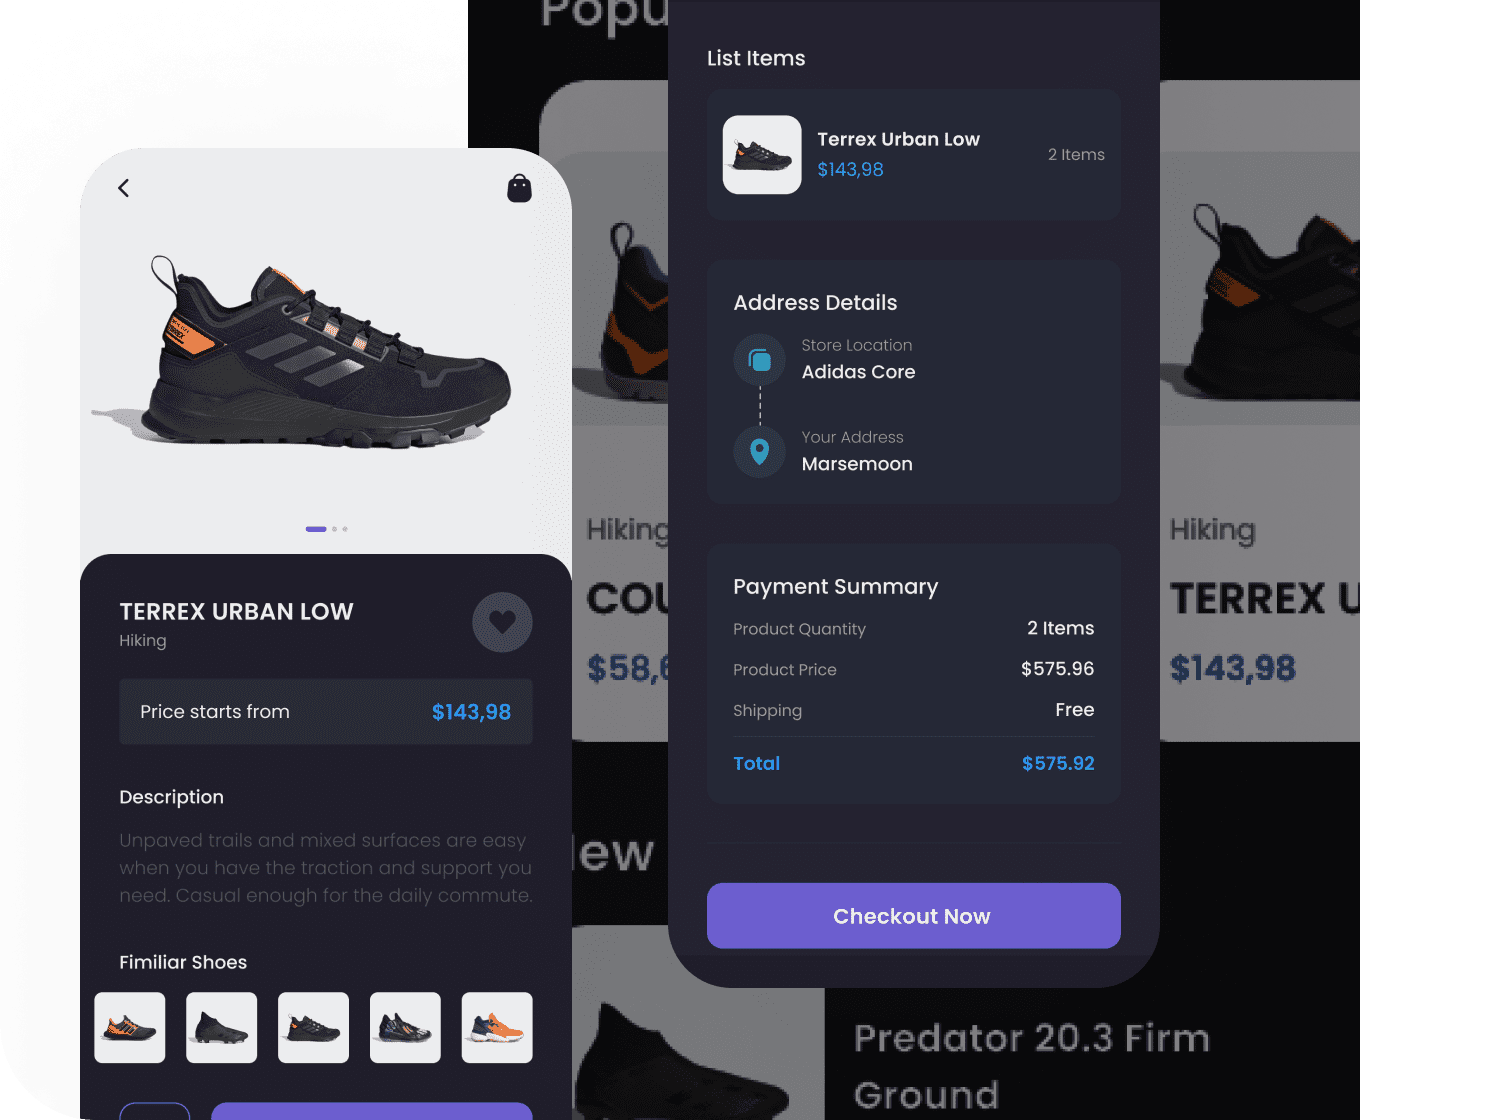 Popu
List Items
Terrex Urban Low
$143,98
2 Items
Address Details
Store Location
Adidas Core
Your Address
Marsemoon
Payment Summary
Product Quantity
2 Items
Product Price
$575.96
Shipping
Free
Total
$575.92
Checkout Now
TERREX URBAN LOW
Hiking
Price starts from
$143,98
Description
Unpaved trails and mixed surfaces are easy
when you have the traction and support you
need. Casual enough for the daily commute.
Fimiliar Shoes
Hiking
COU
$58,6
Hiking
TERREX U
$143,98
lew
Predator 20.3 Firm
Ground